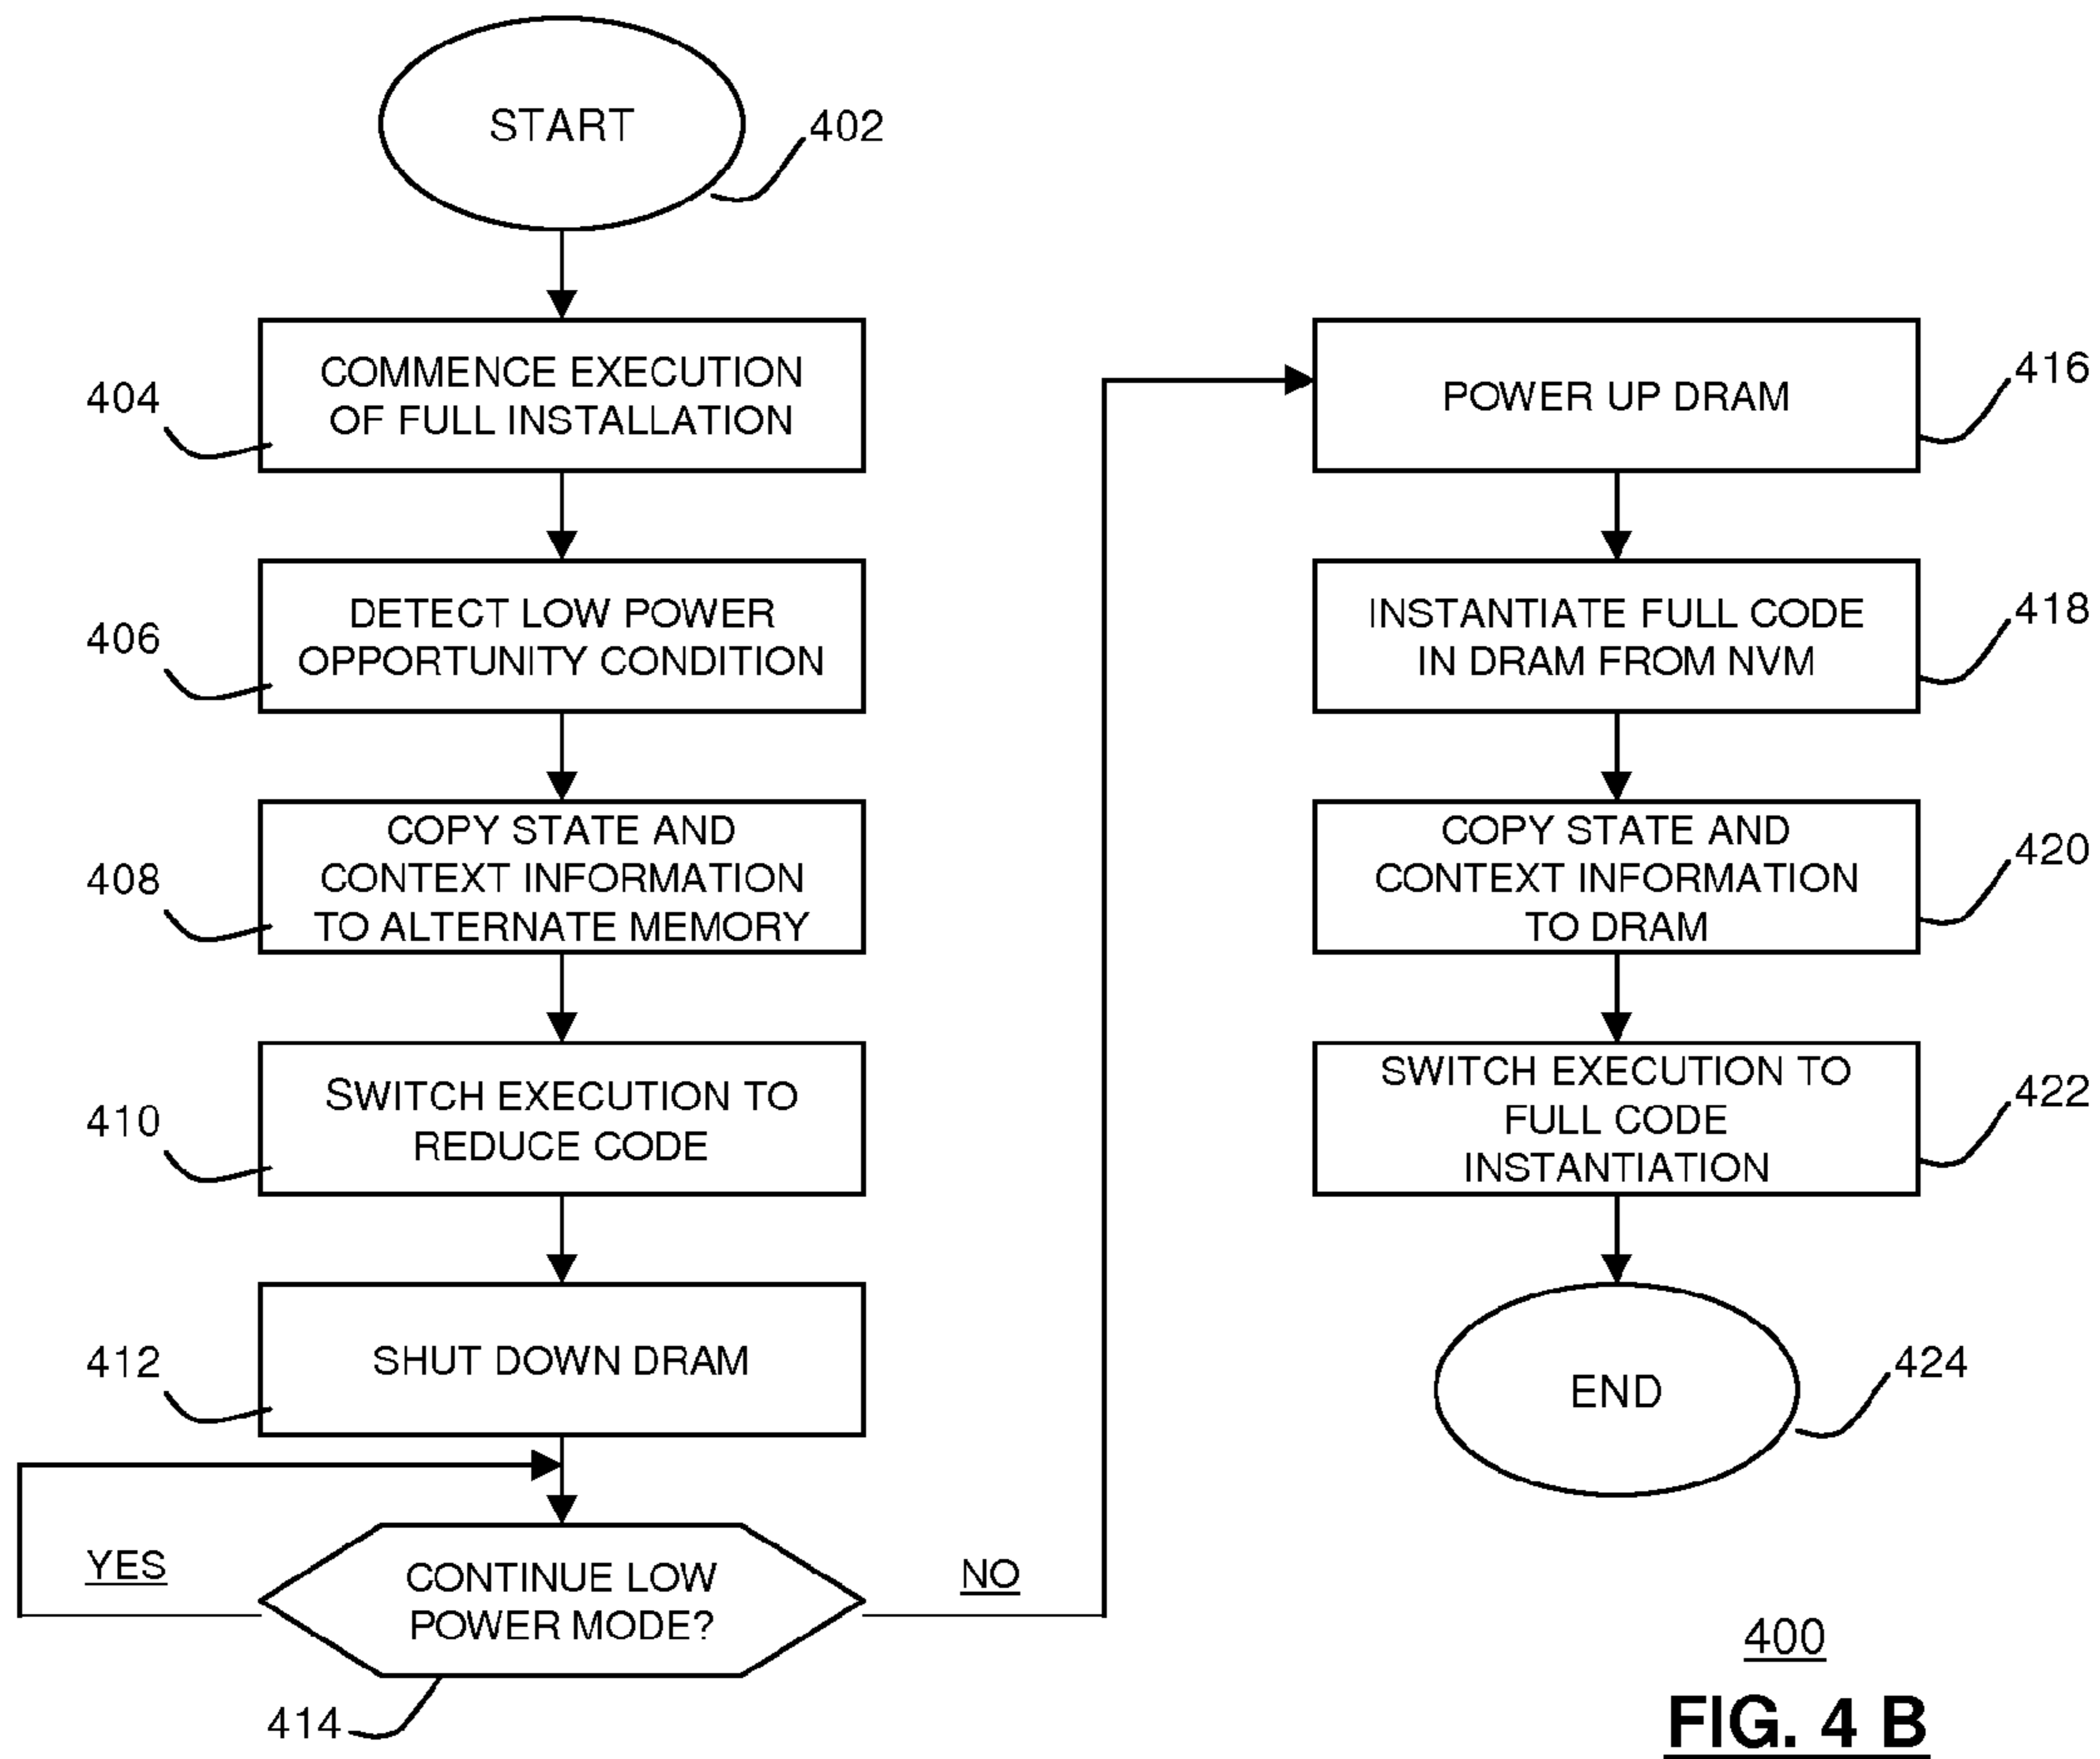 START
402
COMMENCE EXECUTION
OF FULL INSTALLATION
404
DETECT LOW POWER
OPPORTUNITY CONDITION
406
COPY STATE AND
CONTEXT INFORMATION
TO ALTERNATE MEMORY
408
SWITCH EXECUTION TO
REDUCE CODE
410
SHUT DOWN DRAM
412
YES
CONTINUE LOW
POWER MODE?
NO
414
POWER UP DRAM
416
INSTANTIATE FULL CODE
IN DRAM FROM NVM
418
COPY STATE AND
CONTEXT INFORMATION
TO DRAM
420
SWITCH EXECUTION TO
FULL CODE
INSTANTIATION
422
END
424
400
FIG. 4 B